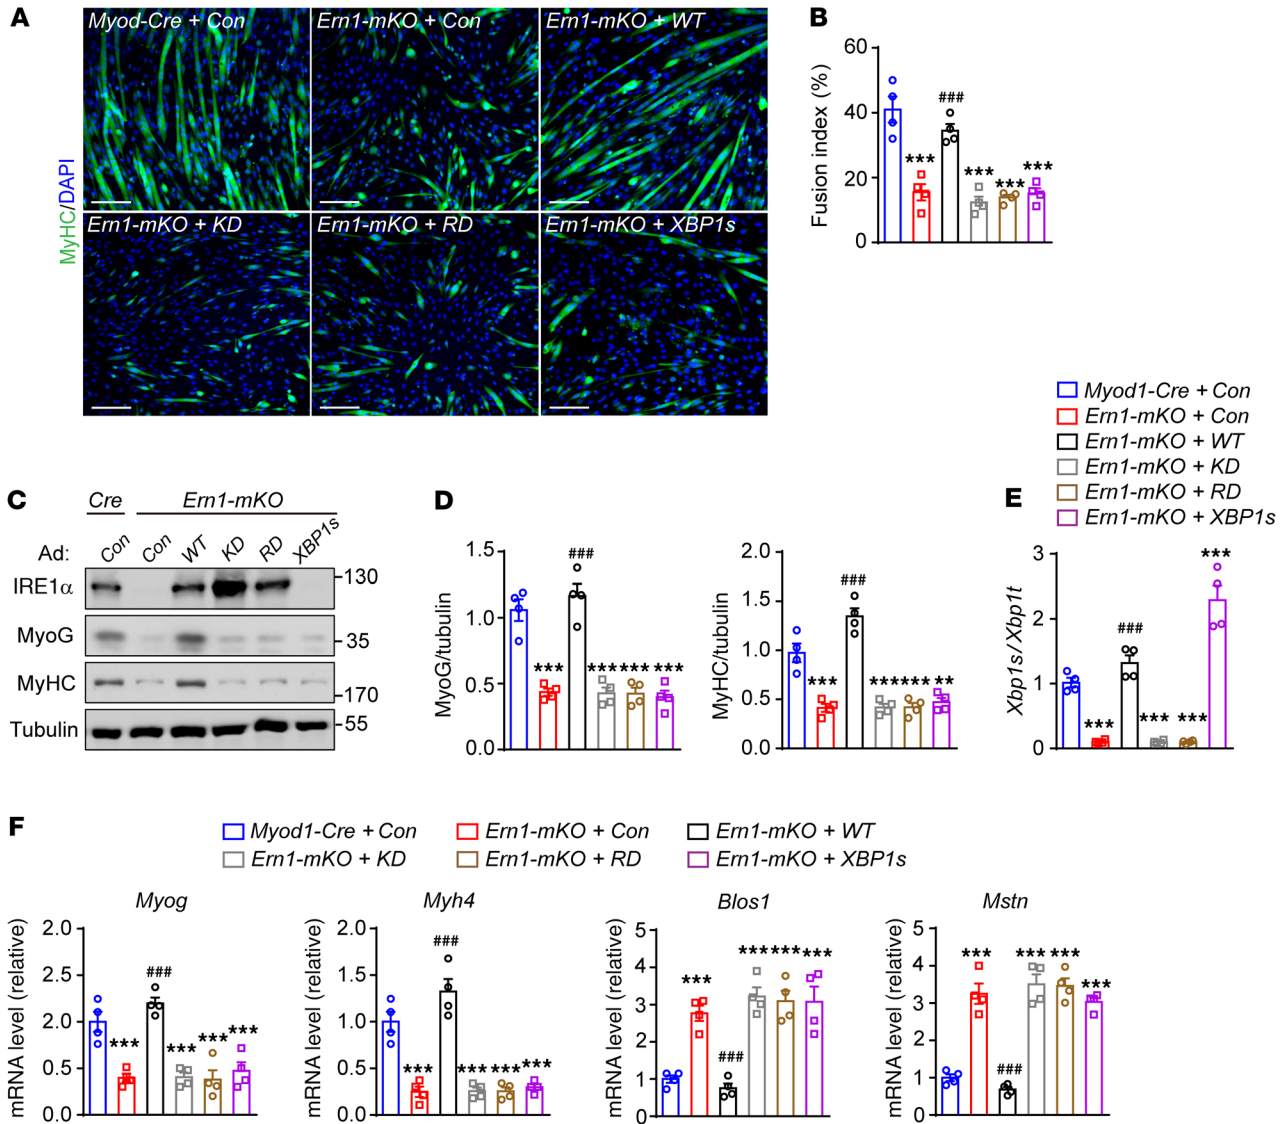 A
Myod-Cre + Con
Ern1-mKO + Con
Ern1-mKO + WT
Ern1-mKO + KD
Ern1-mKO + RD
Ern1-mKO + XBP1s
MyHC/DAPI
B
Fusion index (%)
60
40
20
0
***
###
***
***
***
Myod1-Cre + Con
Ern1-mKO + Con
Ern1-mKO + WT
Ern1-mKO + KD
Ern1-mKO + RD
Ern1-mKO + XBP1s
C
Cre
Ern1-mKO
Ad:
Con
Con
WT
KD
RD
XBP1s
IRE1α
-130
MyoG
-35
MyHC
-170
Tubulin
-55
D
MyoG/tubulin
1.5
1.0
0.5
0.0
***
###
***
***
***
MyHC/tubulin
2.0
1.5
1.0
0.5
0.0
***
###
***
***
**
E
Xbp1s/Xbp1t
3
2
1
0
***
###
***
***
***
F
Myod1-Cre + Con
Ern1-mKO + Con
Ern1-mKO + WT
Ern1-mKO + KD
Ern1-mKO + RD
Ern1-mKO + XBP1s
Myog
mRNA level (relative)
2.0
1.5
1.0
0.5
0.0
***
###
***
***
***
Myh4
mRNA level (relative)
2.0
1.5
1.0
0.5
0.0
***
###
***
***
***
Blos1
mRNA level (relative)
5
4
3
2
1
0
***
###
***
***
***
Mstn
mRNA level (relative)
5
4
3
2
1
0
***
###
***
***
***